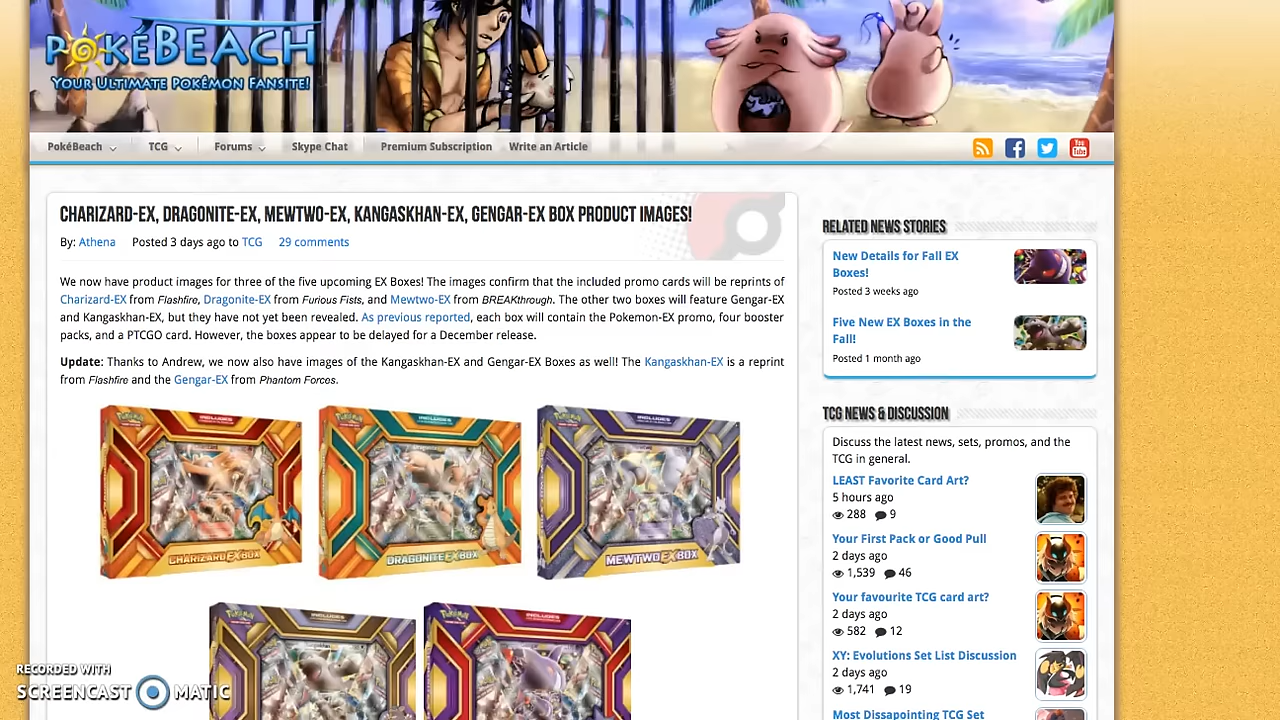 POKÉBEACH
YOUR ULTIMATE POKÉMON FANSITE!
PokéBeach TCG Forums Skype Chat Premium Subscription Write an Article
You Tube
CHARIZARD-EX, DRAGONITE-EX, MEWTWO-EX, KANGASKHAN-EX, GENGAR-EX BOX PRODUCT IMAGES!
By: Athena Posted 3 days ago to TCG 29 comments
We now have product images for three of the five upcoming EX Boxes! The images confirm that the included promo cards will be reprints of
Charizard-EX from Flashfire, Dragonite-EX from Furious Fists, and Mewtwo-EX from BREAKthrough. The other two boxes will feature Gengar-EX
and Kangaskhan-EX, but they have not yet been revealed. As previous reported, each box will contain the Pokemon-EX promo, four booster
packs, and a PTCGO card. However, the boxes appear to be delayed for a December release.
Update: Thanks to Andrew, we now also have images of the Kangaskhan-EX and Gengar-EX Boxes as well! The Kangaskhan-EX is a reprint
from Flashfire and the Gengar-EX from Phantom Forces.
Pokémon INCLUDES
CHARIZARD EX BOX
Pokémon INCLUDES
DRAGONITE EX BOX
Pokémon INCLUDES
MEWTWO EX BOX
Pokémon INCLUDES
Pokémon INCLUDES
RELATED NEWS STORIES
New Details for Fall EX
Boxes!
Posted 3 weeks ago
Five New EX Boxes in the
Fall!
Posted 1 month ago
TCG NEWS & DISCUSSION
Discuss the latest news, sets, promos, and the
TCG in general.
LEAST Favorite Card Art?
5 hours ago
288 9
Your First Pack or Good Pull
2 days ago
1,539 46
Your favourite TCG card art?
2 days ago
582 12
XY: Evolutions Set List Discussion
2 days ago
1,741 19
Most Dissapointing TCG Set
RECORDED WITH
SCREENCAST MATIC